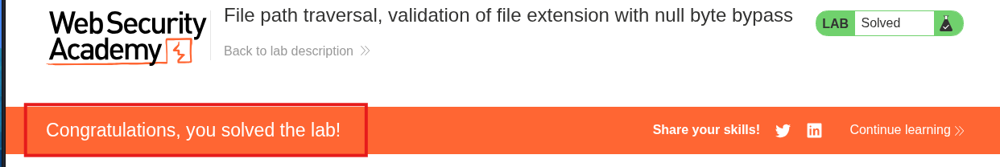 Web Security
Academy
File path traversal, validation of file extension with null byte bypass
Back to lab description
LAB Solved
Congratulations, you solved the lab!
Share your skills!
Continue learning